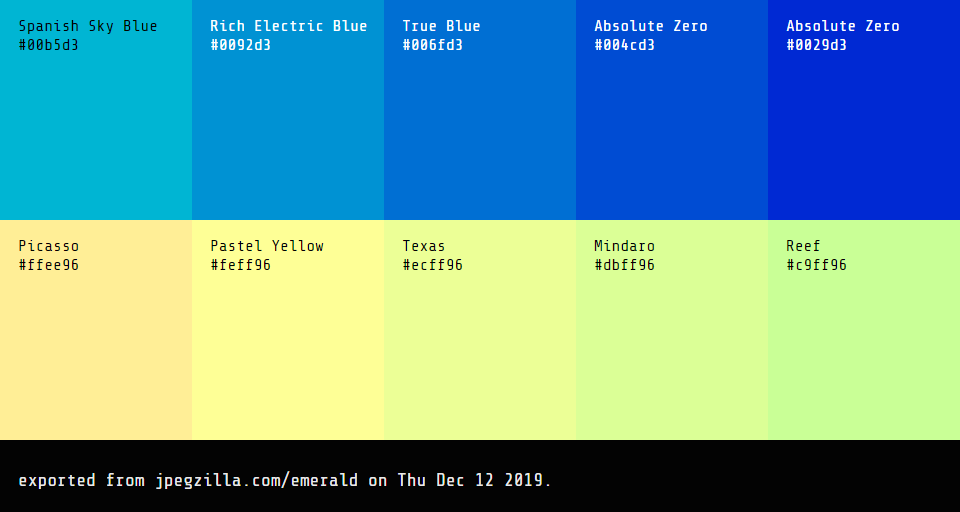 Spanish Sky Blue
#00b5d3
Rich Electric Blue
#0092d3
True Blue
#006fd3
Absolute Zero
#004cd3
Absolute Zero
#0029d3
Picasso
#ffee96
Pastel Yellow
#feff96
Texas
#ecff96
Mindaro
#dbff96
Reef
#c9ff96
exported from jpegzilla.com/emerald on Thu Dec 12 2019.